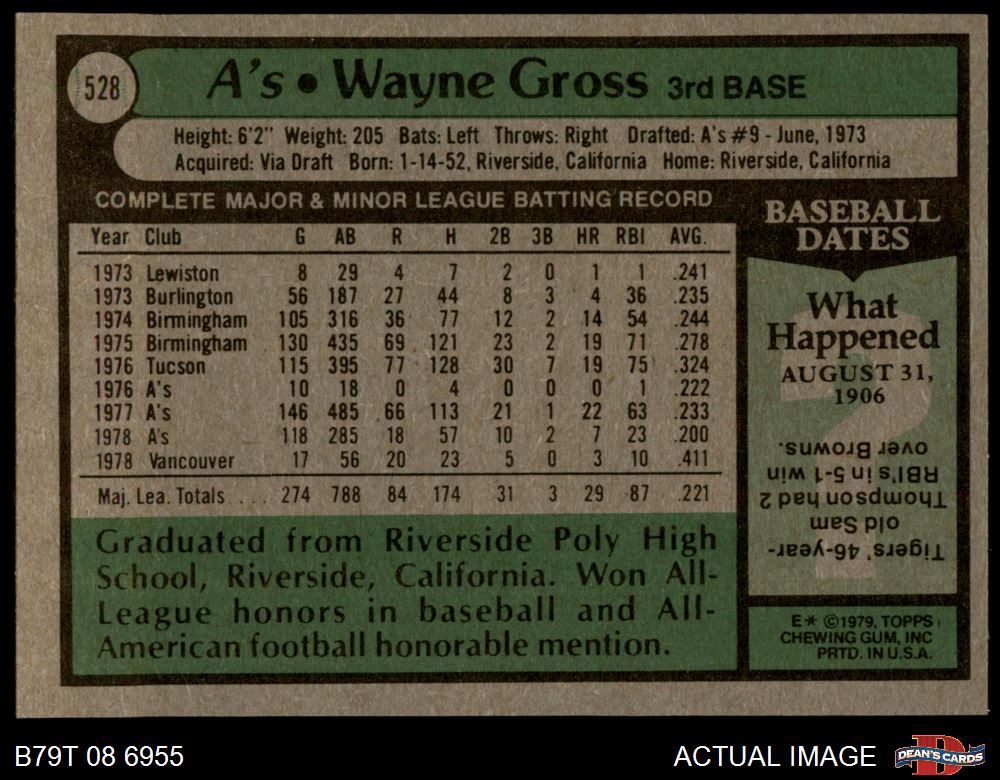 528
A's • Wayne Gross 3rd BASE
Height: 6'2" Weight: 205 Bats: Left Throws: Right Drafted: A's #9 - June, 1973
Acquired: Via Draft Born: 1-14-52, Riverside, California Home: Riverside, California
COMPLETE MAJOR & MINOR LEAGUE BATTING RECORD
Year Club G AB R H 2B 3B HR RBI AVG.
1973 Lewiston 8 29 4 7 2 0 1 1 .241
1973 Burlington 56 187 27 44 8 3 4 36 .235
1974 Birmingham 105 316 36 77 12 2 14 54 .244
1975 Birmingham 130 435 69 121 23 2 19 71 .278
1976 Tucson 115 395 77 128 30 7 19 75 .324
1976 A's 10 18 0 4 0 0 0 1 .222
1977 A's 146 485 66 113 21 1 22 63 .233
1978 A's 118 285 18 57 10 2 7 23 .200
1978 Vancouver 17 56 20 23 5 0 3 10 .411
Maj. Lea. Totals ... 274 788 84 174 31 3 29 87 .221
Graduated from Riverside Poly High
School, Riverside, California. Won All-
League honors in baseball and All-
American football honorable mention.
BASEBALL
DATES
What
Happened
AUGUST 31,
1906
Tigers' 46-year-
old Sam
Thompson had 2
RBI's in 5-1 win
over Browns.
E* ©1979, TOPPS
CHEWING GUM, INC
PRTD. IN U.S.A.
B79T 08 6955
ACTUAL IMAGE
D
DEAN'S CARDS